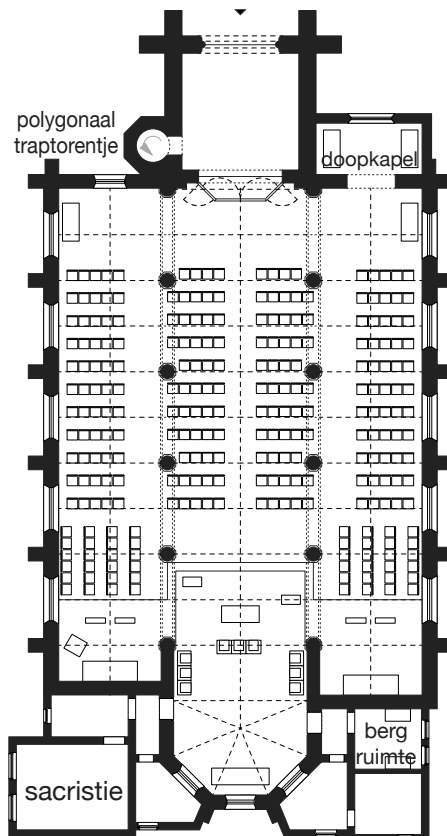 polygonaal
traptorentje
doopkapel
berg
ruimte
sacristie